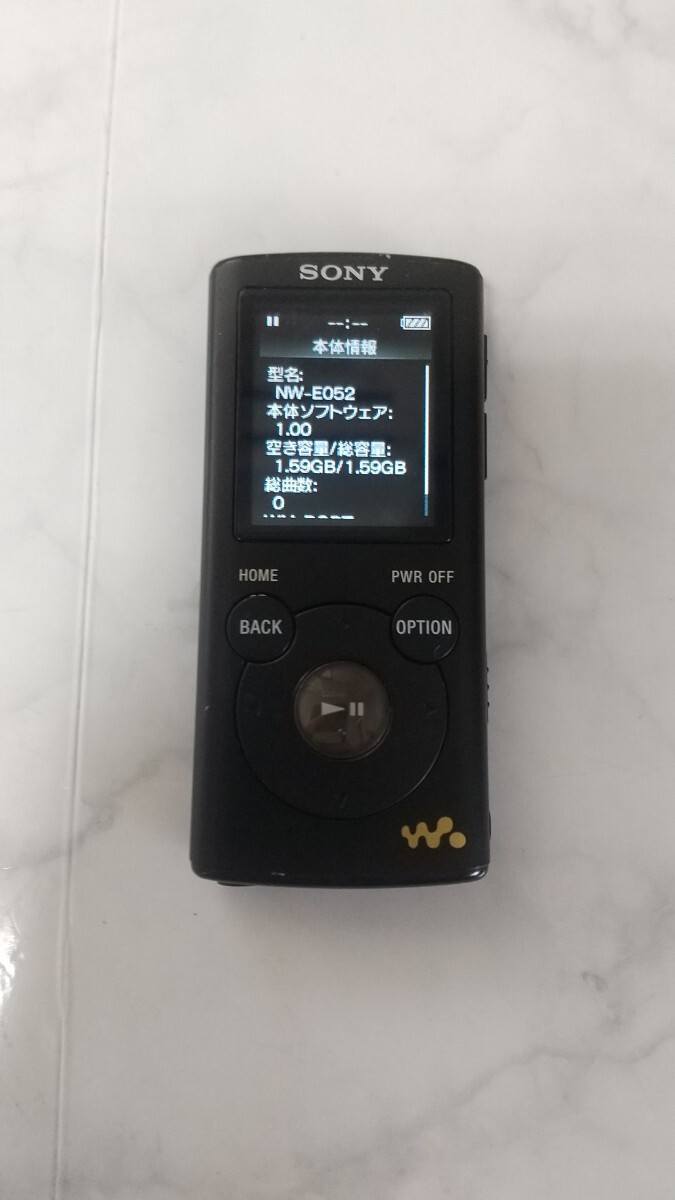 SONY
--:--
本体情報
型名:
NW-E052
本体ソフトウェア:
1.00
空き容量/総容量:
1.59GB/1.59GB
総曲数:
0
HOME
PWR OFF
BACK
OPTION